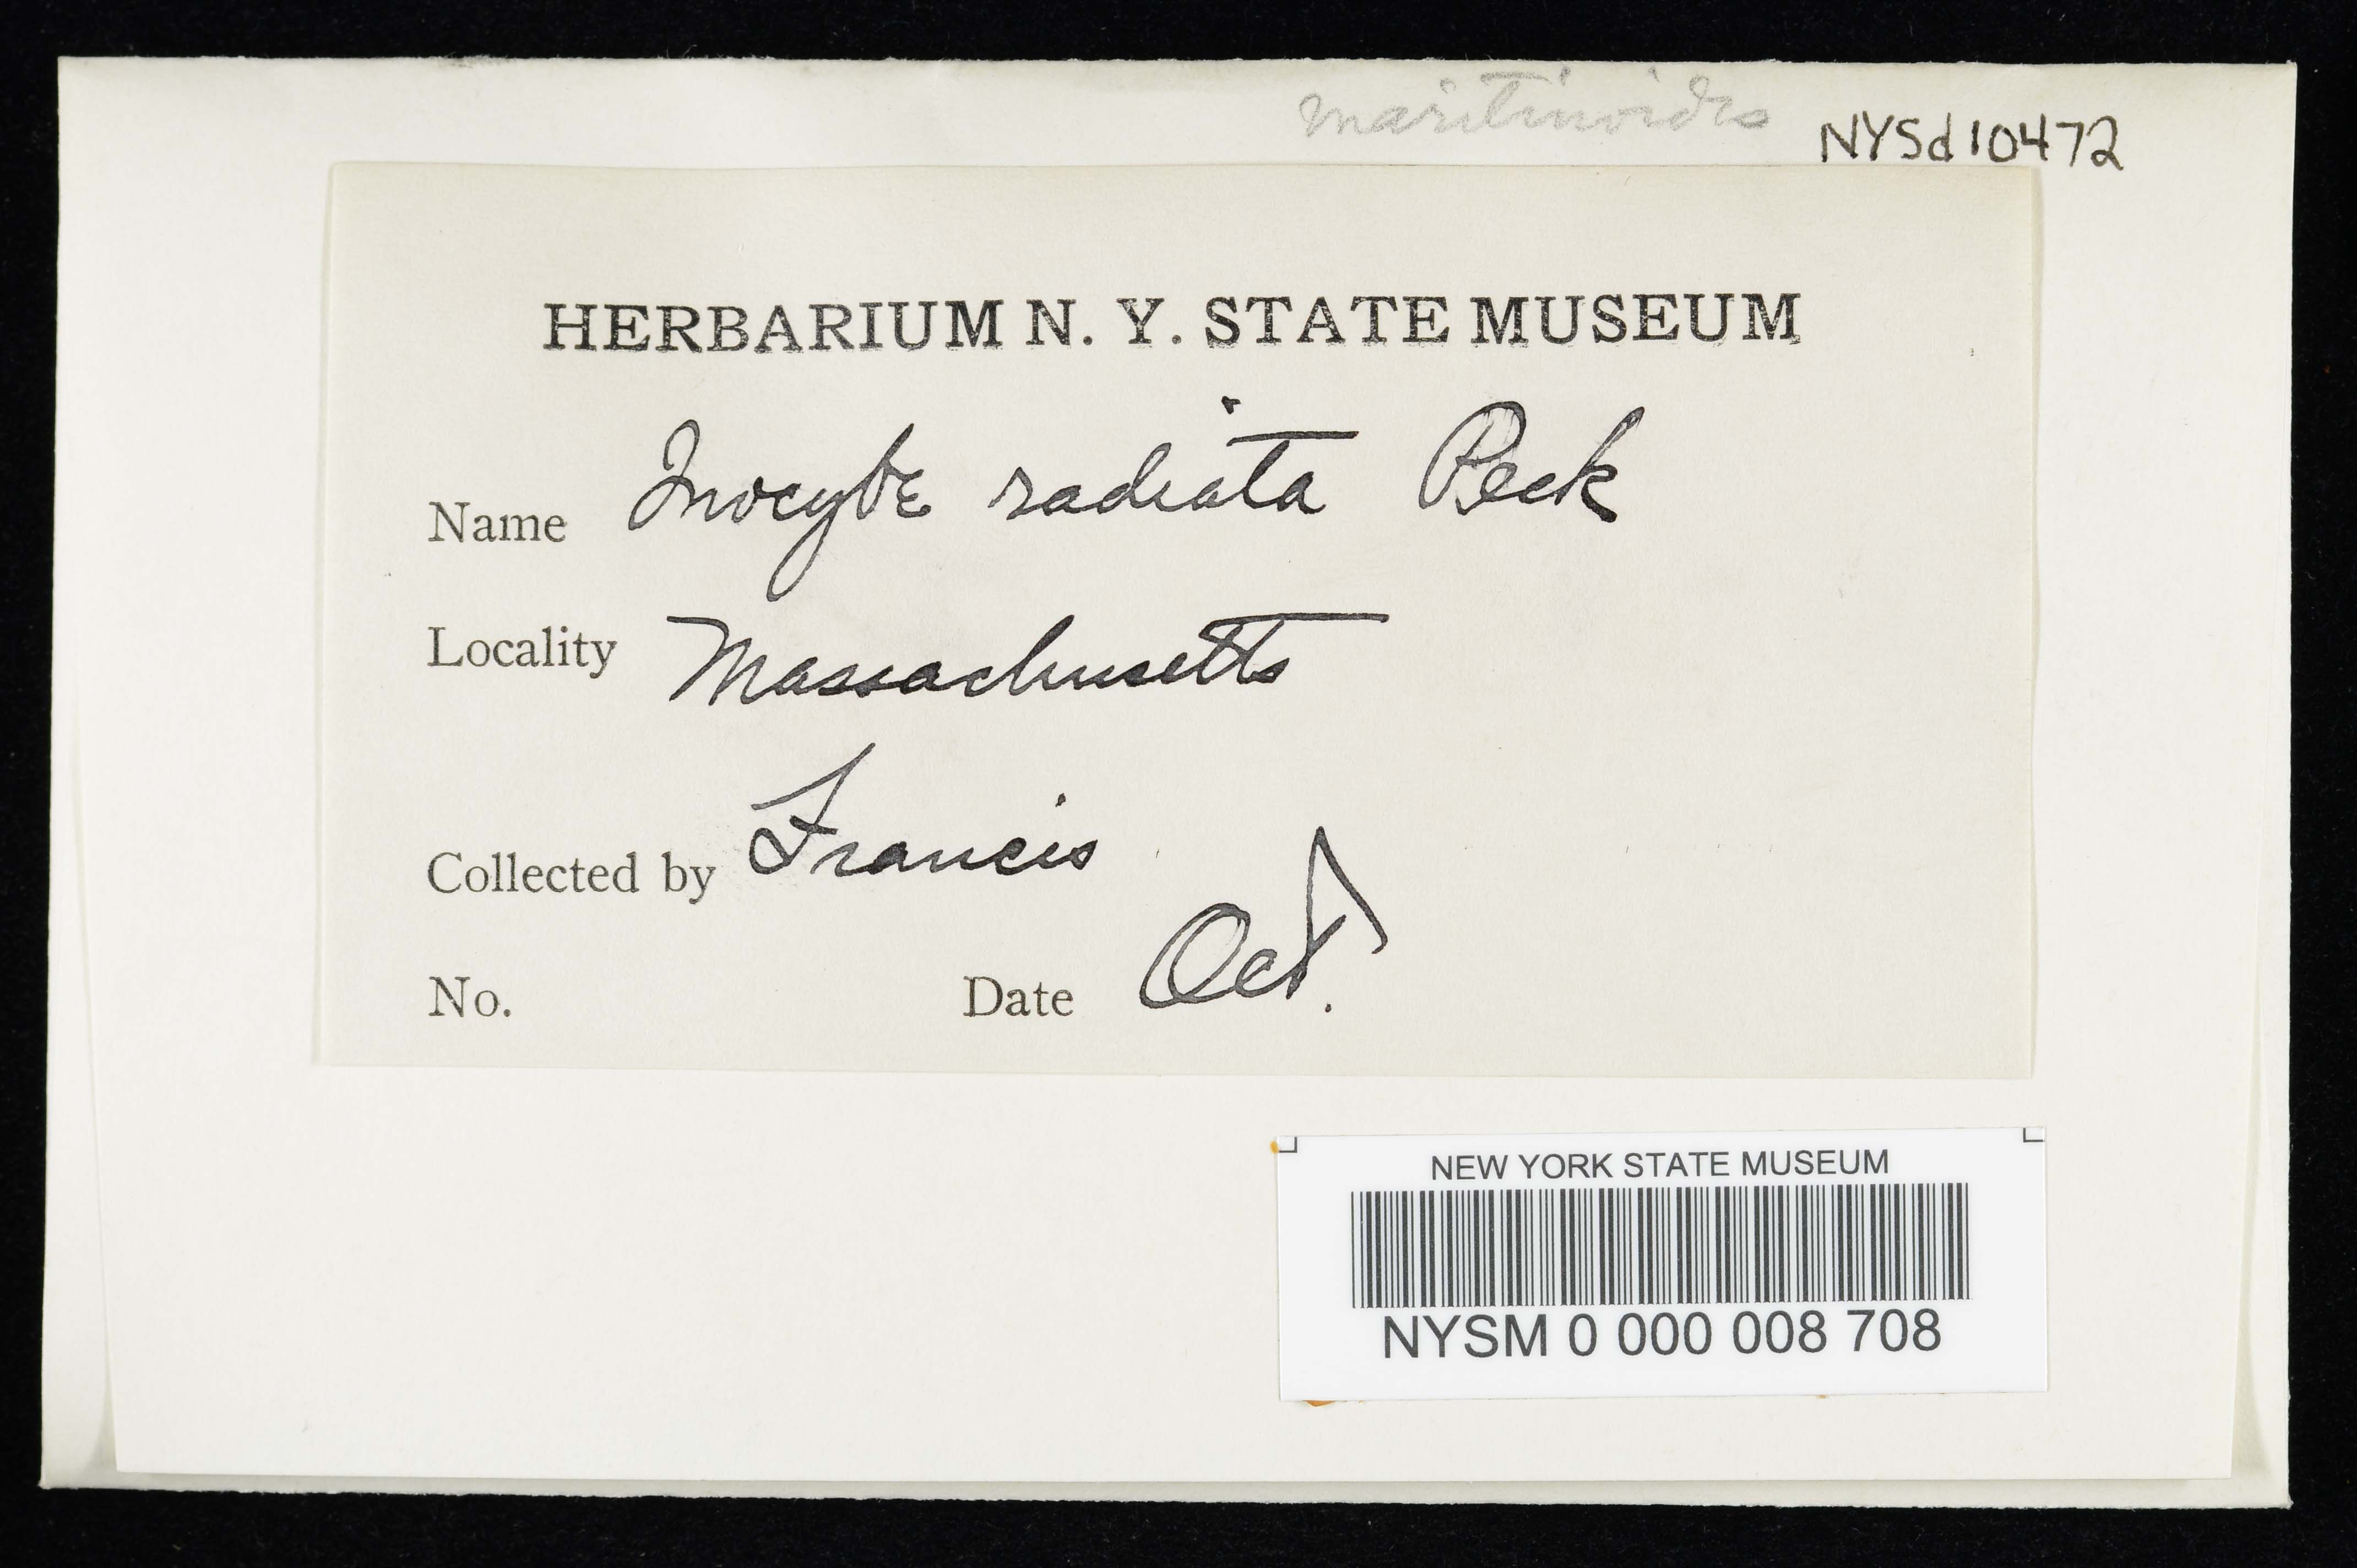 maritinoides
NYSd10472
HERBARIUM N. Y. STATE MUSEUM
Name Inocybe radiata Peck
Locality Massachusetts
Collected by Francis
No. Date Oct.
NEW YORK STATE MUSEUM
NYSM 0 000 008 708